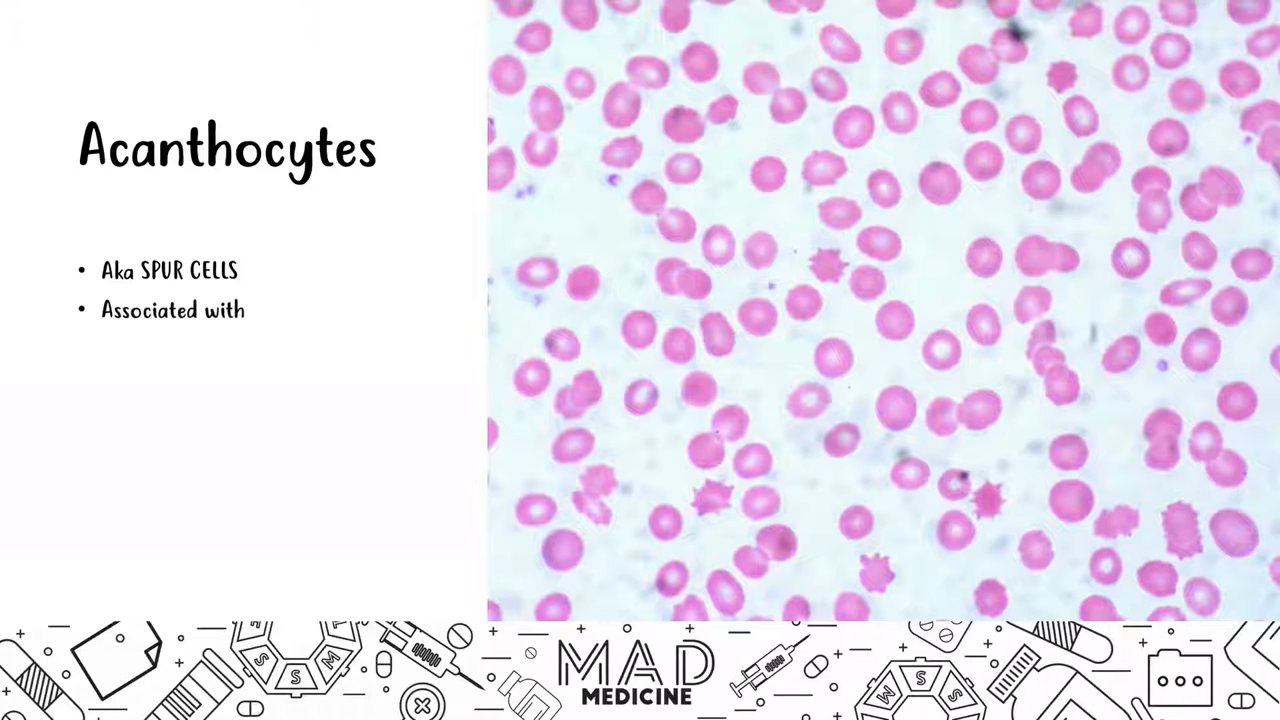 Acanthocytes
• Aka SPUR CELLS
• Associated with
MAD
MEDICINE